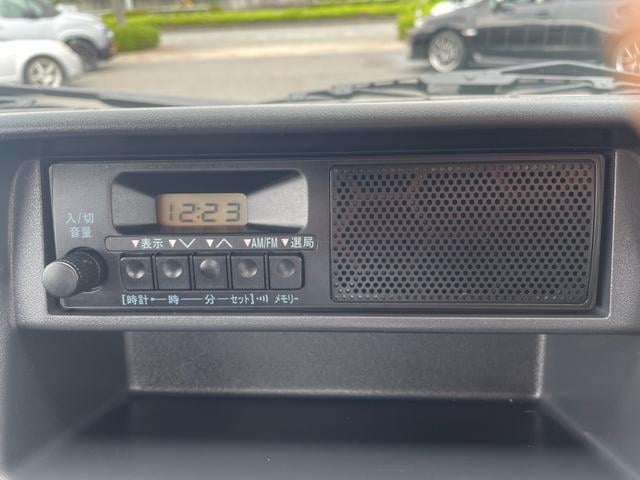 12:23
入/切
音量
▼表示 ▼∨ ▼∧ ▼AM/FM ▼選局
[時計 ― 時 ― 分 ― セット] メモリー